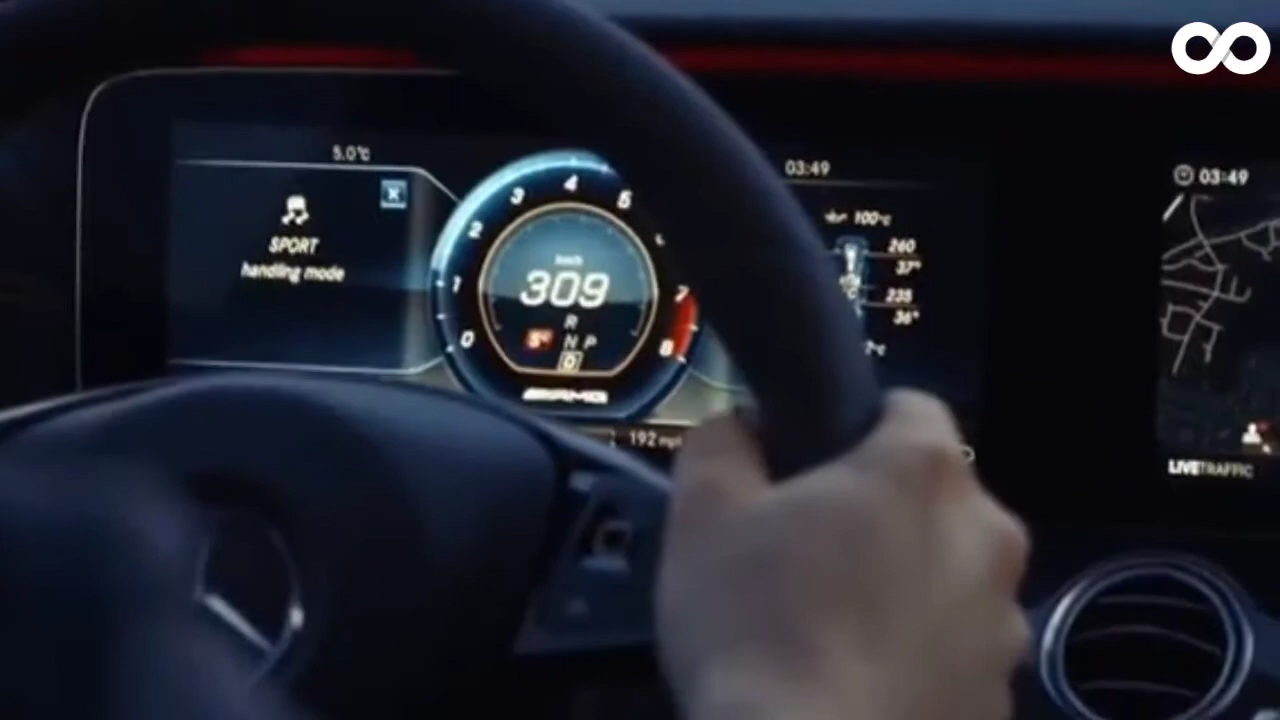 5.0°C
SPORT
handling mode
0
1
2
3
4
5
7
8
km/h
309
R
N P
D
AMG
192 mph
03:49
100°C
260
37°
235
36°
03:49
LIVETRAFFIC